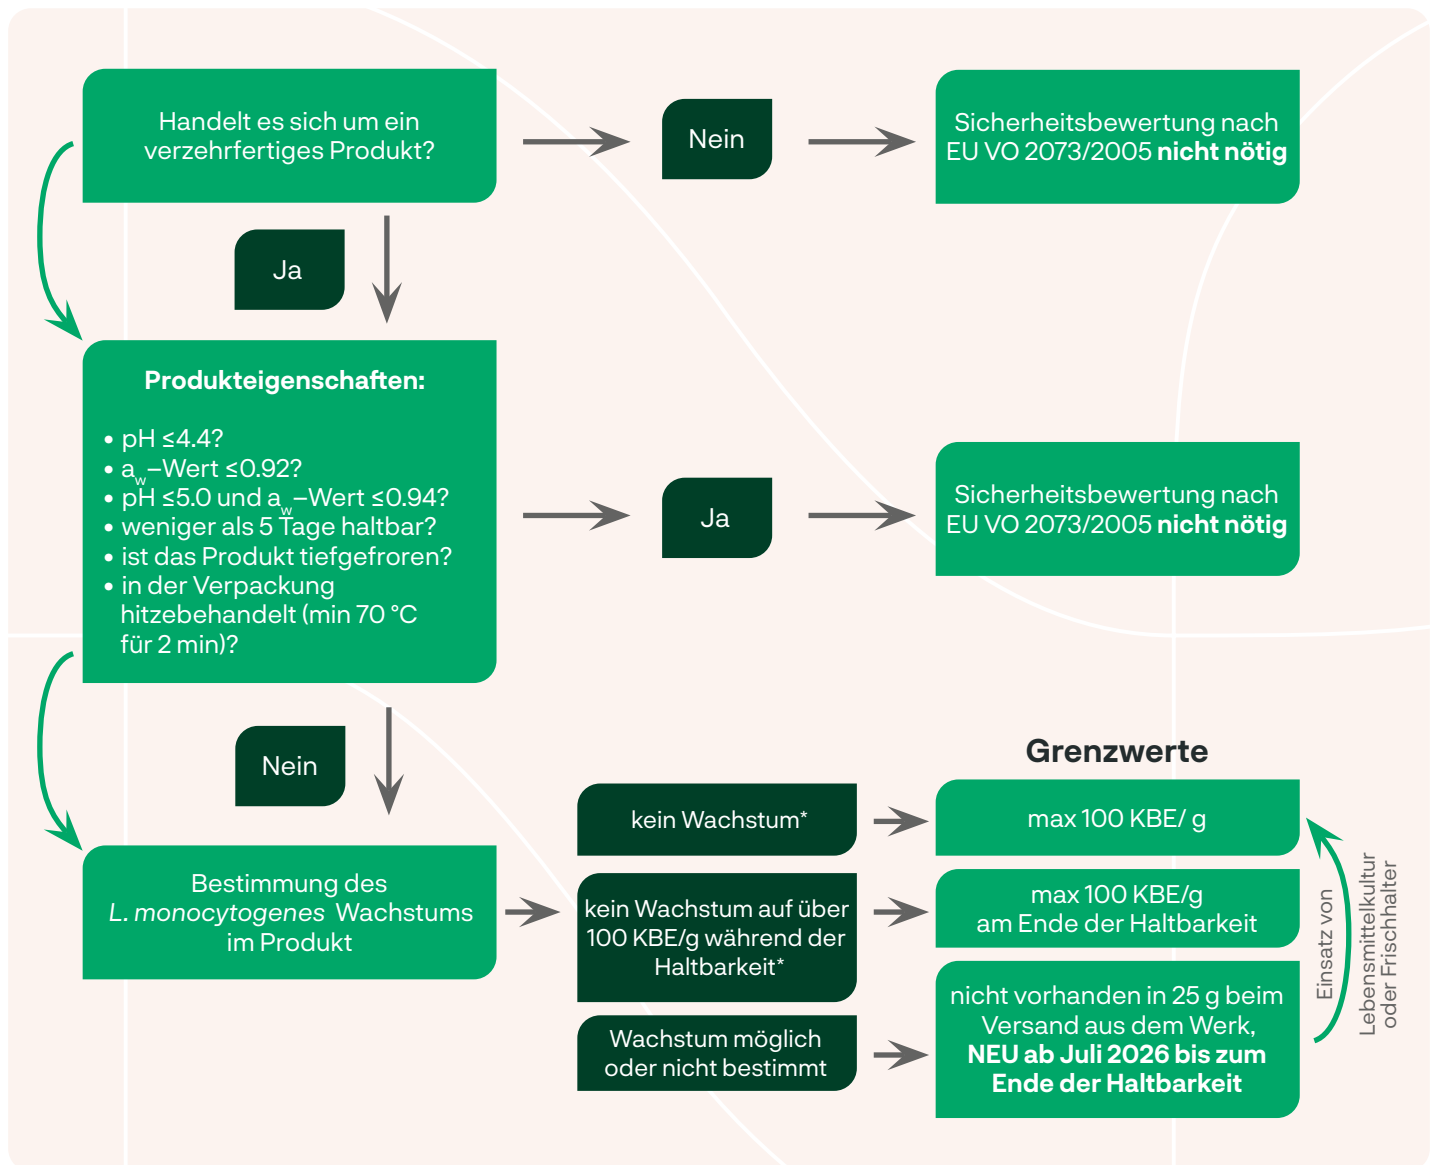 Handelt es sich um ein
verzehrfertiges Produkt?
Nein
Sicherheitsbewertung nach
EU VO 2073/2005 nicht nötig
Ja
Produkteigenschaften:
• pH ≤4.4?
• aw–Wert ≤0.92?
• pH ≤5.0 und aw–Wert ≤0.94?
• weniger als 5 Tage haltbar?
• ist das Produkt tiefgefroren?
• in der Verpackung
hitzebehandelt (min 70 °C
für 2 min)?
Ja
Sicherheitsbewertung nach
EU VO 2073/2005 nicht nötig
Nein
Bestimmung des
L. monocytogenes Wachstums
im Produkt
Grenzwerte
kein Wachstum*
max 100 KBE/ g
kein Wachstum auf über
100 KBE/g während der
Haltbarkeit*
max 100 KBE/g
am Ende der Haltbarkeit
Wachstum möglich
oder nicht bestimmt
nicht vorhanden in 25 g beim
Versand aus dem Werk,
NEU ab Juli 2026 bis zum
Ende der Haltbarkeit
Einsatz von
Lebensmittelkultur
oder Frischhalter